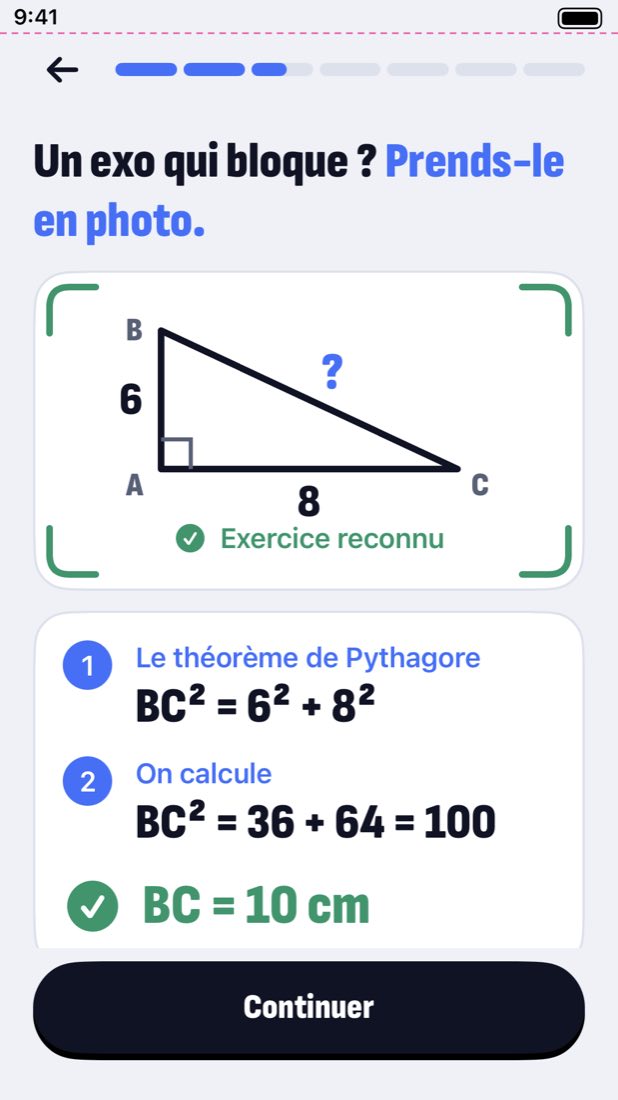 9:41
Un exo qui bloque ? Prends-le
en photo.
B
?
6
A
C
8
Exercice reconnu
1
Le théorème de Pythagore
BC² = 6² + 8²
2
On calcule
BC² = 36 + 64 = 100
BC = 10 cm
Continuer